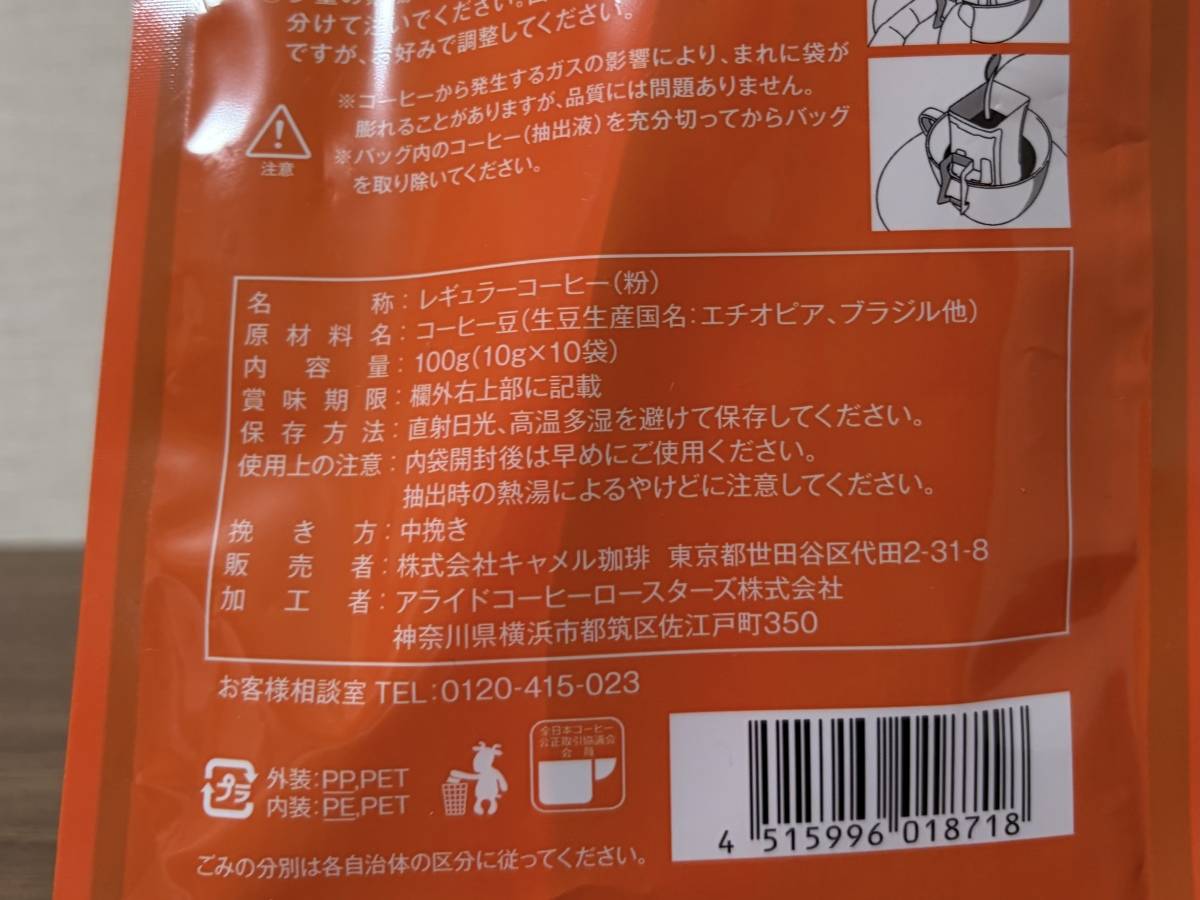 分けて注いでください。
ですが、お好みで調整してください。
※コーヒーから発生するガスの影響により、まれに袋が
膨れることがありますが、品質には問題ありません。
※バッグ内のコーヒー(抽出液)を充分切ってからバッグ
を取り除いてください。
注意
名称:レギュラーコーヒー(粉)
原材料名:コーヒー豆(生豆生産国名:エチオピア、ブラジル他)
内容量:100g(10g×10袋)
賞味期限:欄外右上部に記載
保存方法:直射日光、高温多湿を避けて保存してください。
使用上の注意:内袋開封後は早めにご使用ください。
抽出時の熱湯によるやけどに注意してください。
挽き方:中挽き
販売者:株式会社キャメル珈琲 東京都世田谷区代田2-31-8
加工者:アライドコーヒーロースターズ株式会社
神奈川県横浜市都筑区佐江戸町350
お客様相談室 TEL:0120-415-023
プラ
外装:PP,PET
内装:PE,PET
全日本コーヒー
公正取引協議会
会員
4 515996 018718
ごみの分別は各自治体の区分に従ってください。